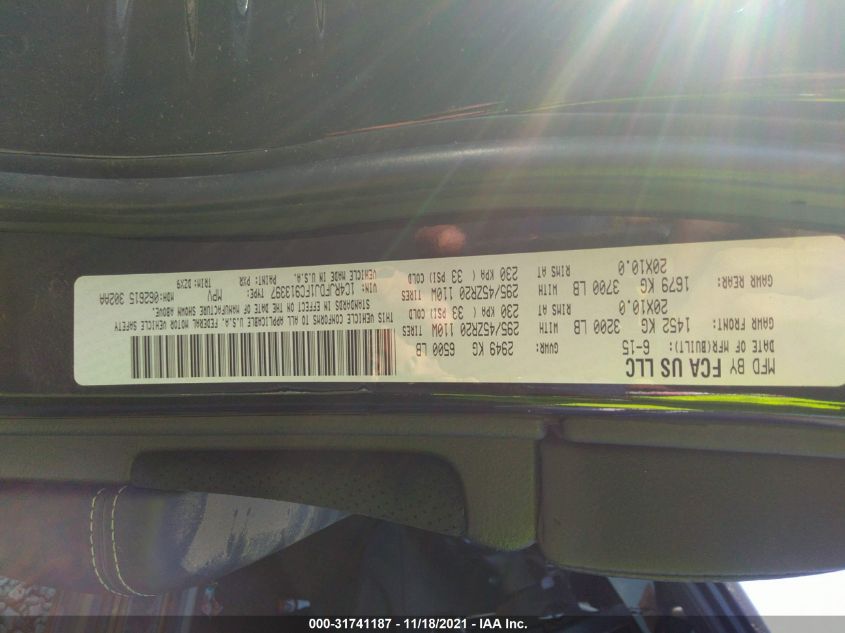 MFD BY FCA US LLC
DATE OF MFR(BUILT): 6-15 GVWR: 2949 KG 6500 LB
GAWR FRONT: 1452 KG 3200 LB WITH 295/45ZR20 110W TIRES
20X10.0 RIMS AT 230 KPA ( 33 PSI) COLD
GAWR REAR: 1679 KG 3700 LB WITH 295/45ZR20 110W TIRES
20X10.0 RIMS AT 230 KPA ( 33 PSI) COLD
THIS VEHICLE CONFORMS TO ALL APPLICABLE U.S.A. FEDERAL MOTOR VEHICLE SAFETY
STANDARDS IN EFFECT ON THE DATE OF MANUFACTURE SHOWN ABOVE.
VIN: 1C4RJFDJ1FC913397 TYPE: MPV MDH:062615 302AA
VEHICLE MADE IN U.S.A. PAINT: PXR TRIM: DZX9
000-31741187 - 11/18/2021 - IAA Inc.